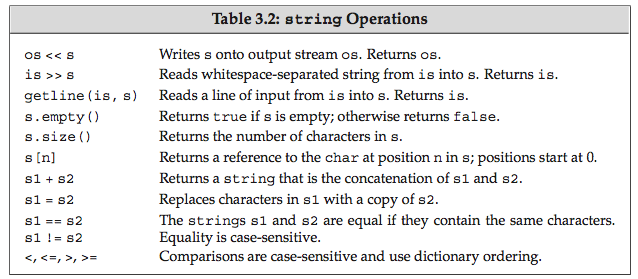 Table 3.2: string Operations
os << s Writes s onto output stream os. Returns os.
is >> s Reads whitespace-separated string from is into s. Returns is.
getline(is, s) Reads a line of input from is into s. Returns is.
s.empty() Returns true if s is empty; otherwise returns false.
s.size() Returns the number of characters in s.
s[n] Returns a reference to the char at position n in s; positions start at 0.
s1 + s2 Returns a string that is the concatenation of s1 and s2.
s1 = s2 Replaces characters in s1 with a copy of s2.
s1 == s2 The strings s1 and s2 are equal if they contain the same characters.
s1 != s2 Equality is case-sensitive.
<, <=, >, >= Comparisons are case-sensitive and use dictionary ordering.